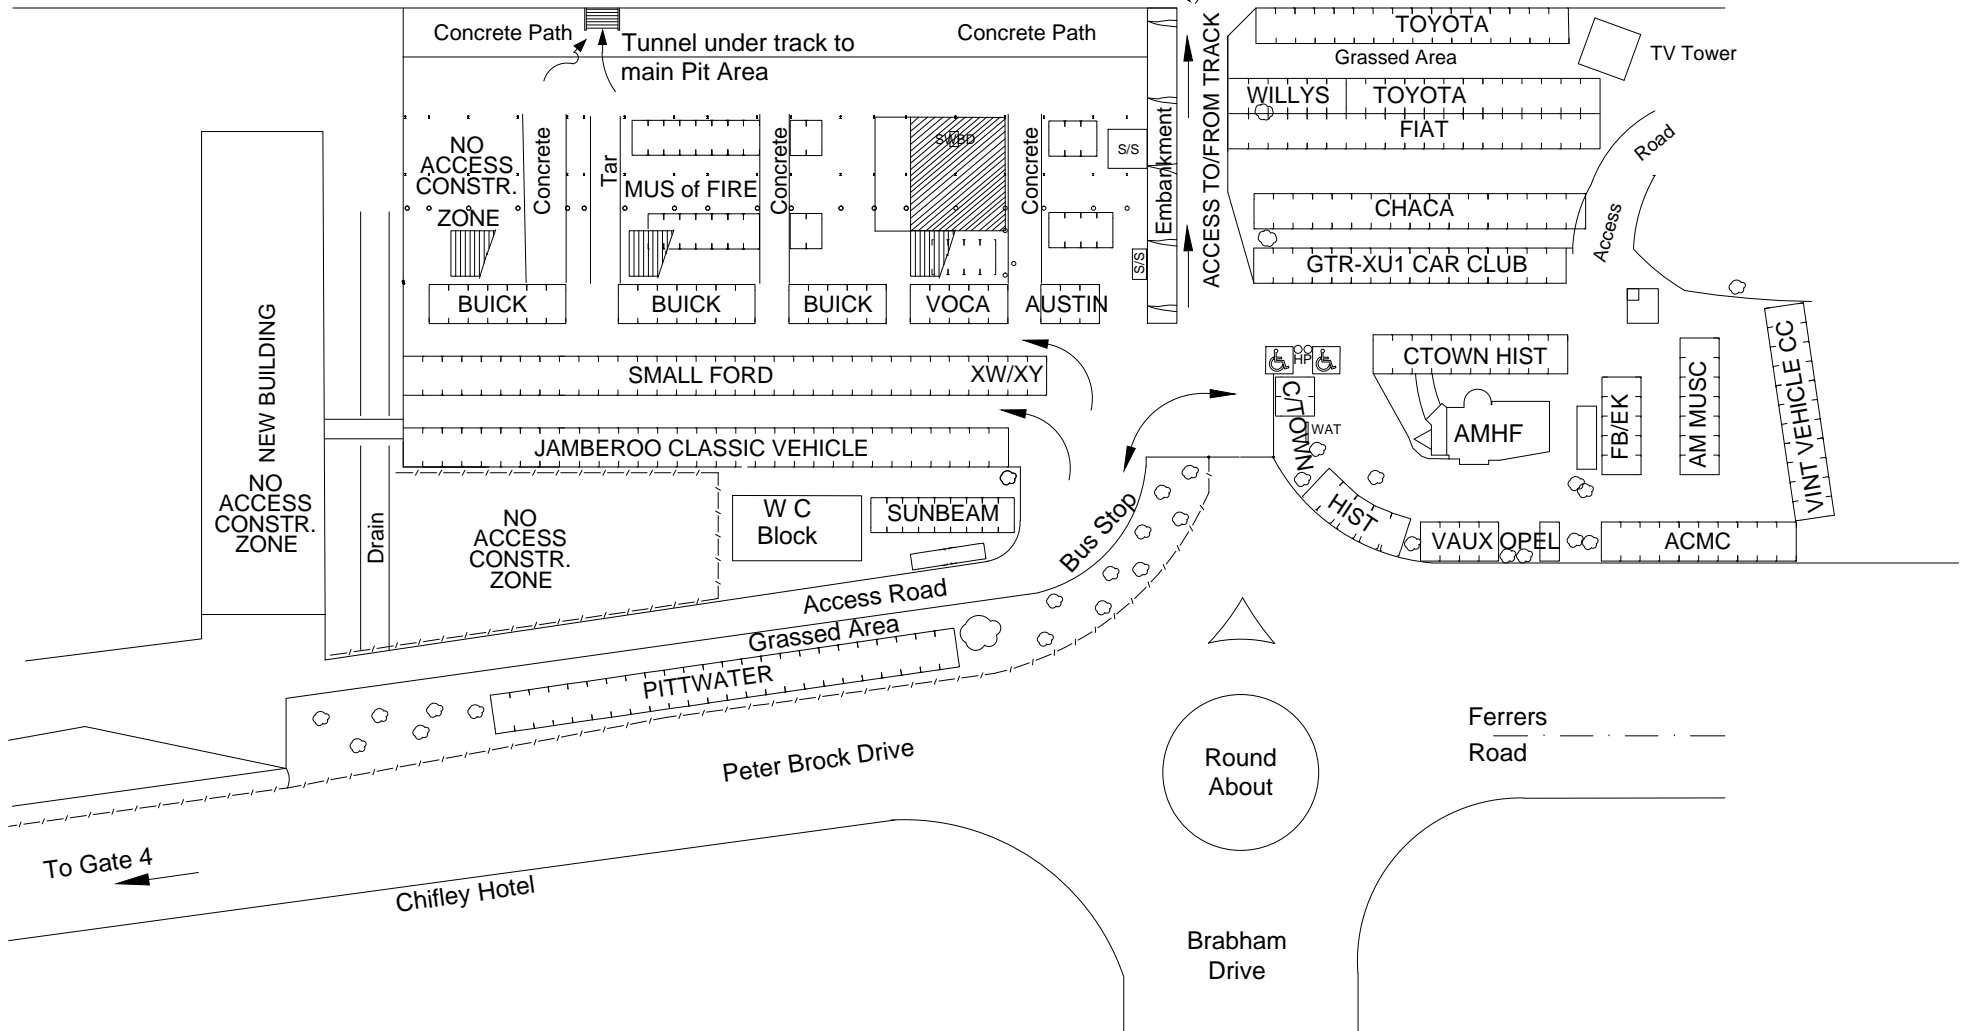 Concrete Path
Concrete Path
Tunnel under track to
main Pit Area
ACCESS TO/FROM TRACK
Embankment
TOYOTA
Grassed Area
TV Tower
WILLYS
TOYOTA
FIAT
Road
Access
CHACA
GTR-XU1 CAR CLUB
NO
ACCESS
CONSTR.
ZONE
Concrete
Tar
MUS of FIRE
Concrete
SWBD
Concrete
S/S
S/S
BUICK
BUICK
BUICK
VOCA
AUSTIN
SMALL FORD
XW/XY
JAMBEROO CLASSIC VEHICLE
NEW BUILDING
NO
ACCESS
CONSTR.
ZONE
Drain
NO
ACCESS
CONSTR.
ZONE
W C
Block
SUNBEAM
Bus Stop
HP
C/TOWN
WAT
HIST
CTOWN HIST
AMHF
FB/EK
AM MUSC
VINT VEHICLE CC
VAUX
OPEL
ACMC
Access Road
Grassed Area
PITTWATER
Peter Brock Drive
Round
About
Ferrers
Road
To Gate 4
Chifley Hotel
Brabham
Drive